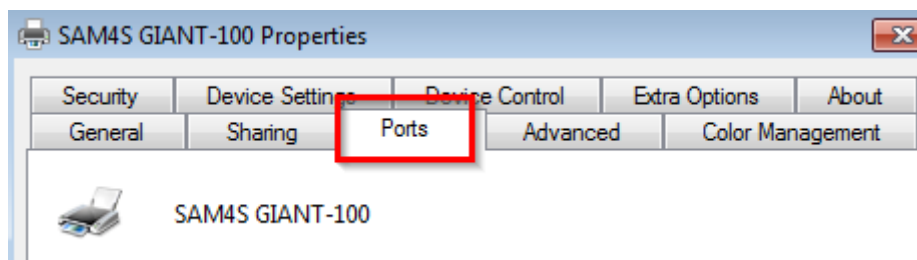 SAM4S GIANT-100 Properties
Security Device Settings Device Control Extra Options About
General Sharing Ports Advanced Color Management
SAM4S GIANT-100